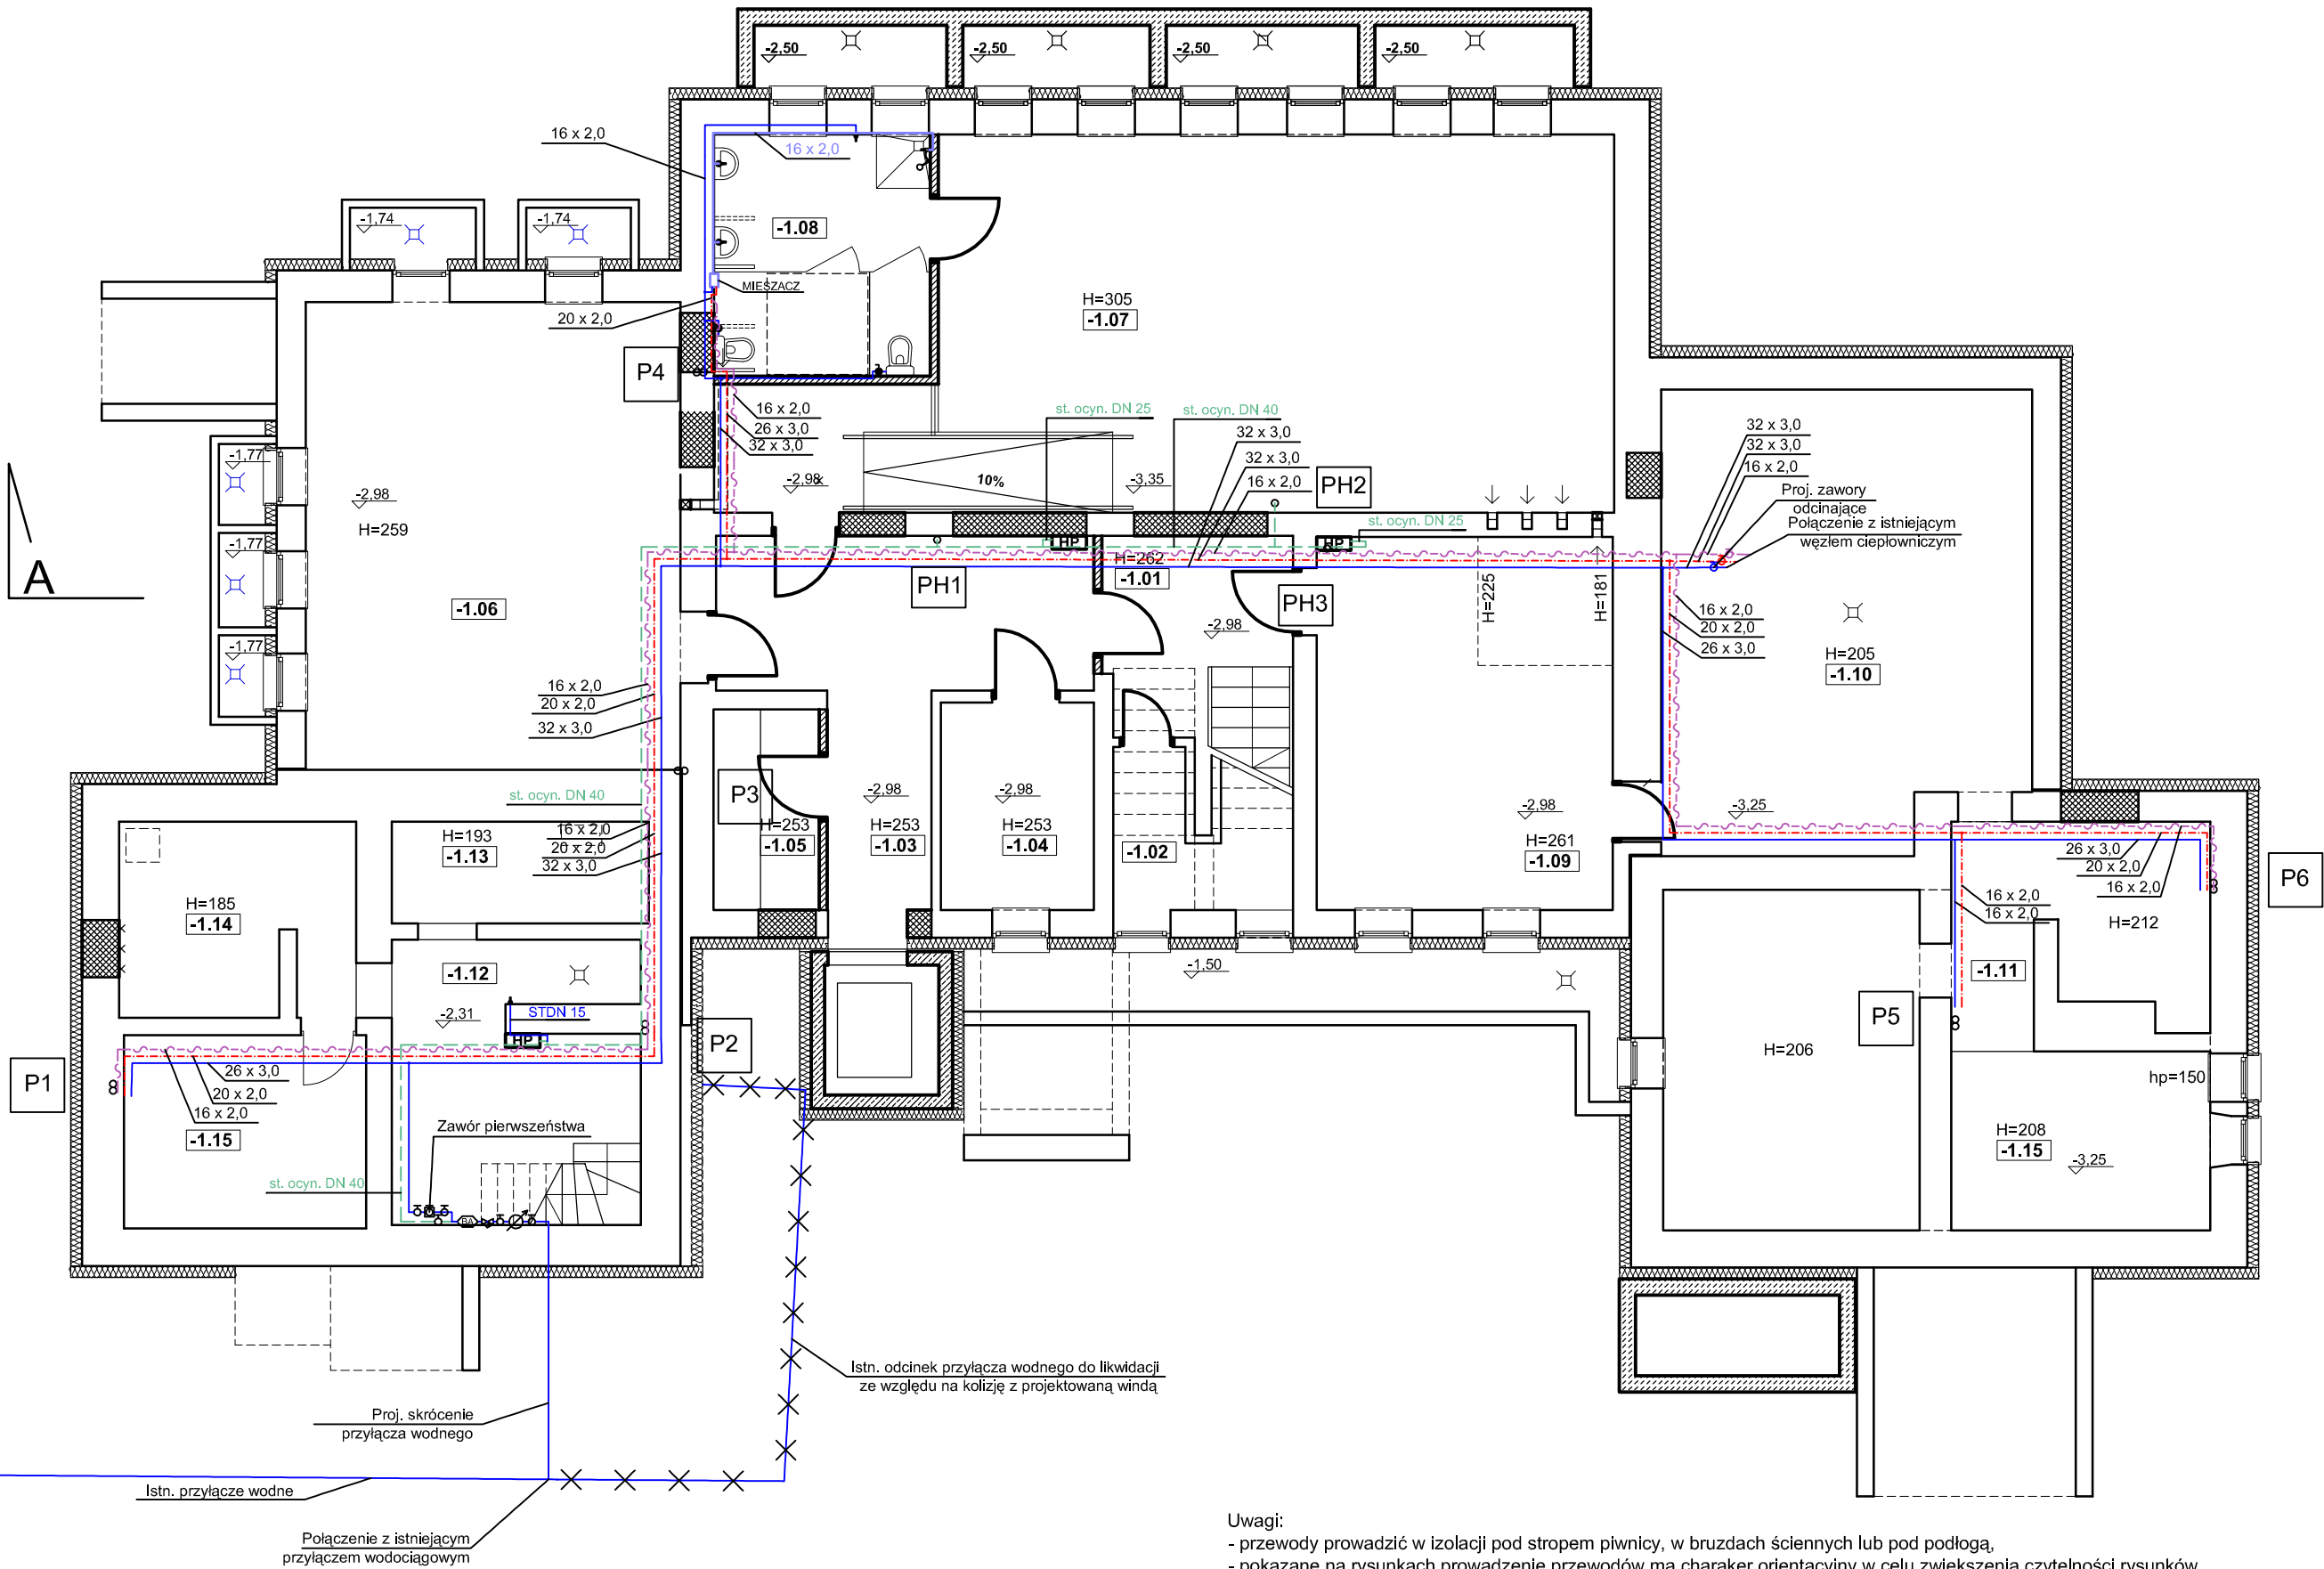 -2,50
-2,50
-2,50
-2,50
16 x 2,0
16 x 2,0
-1,74
-1,74
-1.08
MIESZACZ
20 x 2,0
H=305
-1.07
P4
16 x 2,0
26 x 3,0
32 x 3,0
st. ocyn. DN 25
st. ocyn. DN 40
32 x 3,0
32 x 3,0
16 x 2,0
PH2
32 x 3,0
32 x 3,0
16 x 2,0
Proj. zawory
odcinające
Połączenie z istniejącym
węzłem ciepłowniczym
-1,77
-2,98
H=259
-2,98
10%
-3,35
st. ocyn. DN 25
HP
HP
A
-1,77
-1.06
PH1
H=262
-1.01
PH3
H=225
H=181
-2,98
16 x 2,0
20 x 2,0
26 x 3,0
H=205
-1.10
-1,77
16 x 2,0
20 x 2,0
32 x 3,0
st. ocyn. DN 40
P3
-2,98
-2,98
-2,98
-3,25
H=193
-1.13
16 x 2,0
20 x 2,0
32 x 3,0
H=253
-1.05
H=253
-1.03
H=253
-1.04
-1.02
H=261
-1.09
26 x 3,0
20 x 2,0
16 x 2,0
P6
H=185
-1.14
16 x 2,0
16 x 2,0
H=212
-1.12
-1,50
-1.11
-2,31
STDN 15
HP
P2
P5
H=206
P1
26 x 3,0
20 x 2,0
16 x 2,0
-1.15
hp=150
Zawór pierwszeństwa
H=208
-1.15
-3,25
st. ocyn. DN 40
BA
Istn. odcinek przyłącza wodnego do likwidacji
ze względu na kolizję z projektowaną windą
Proj. skrócenie
przyłącza wodnego
Istn. przyłącze wodne
Połączenie z istniejącym
przyłączem wodociągowym
Uwagi:
- przewody prowadzić w izolacji pod stropem piwnicy, w bruzdach ściennych lub pod podłogą,
- pokazane na rysunkach prowadzenie przewodów ma charaker orientacyjny w celu zwiększenia czytelności rysunków